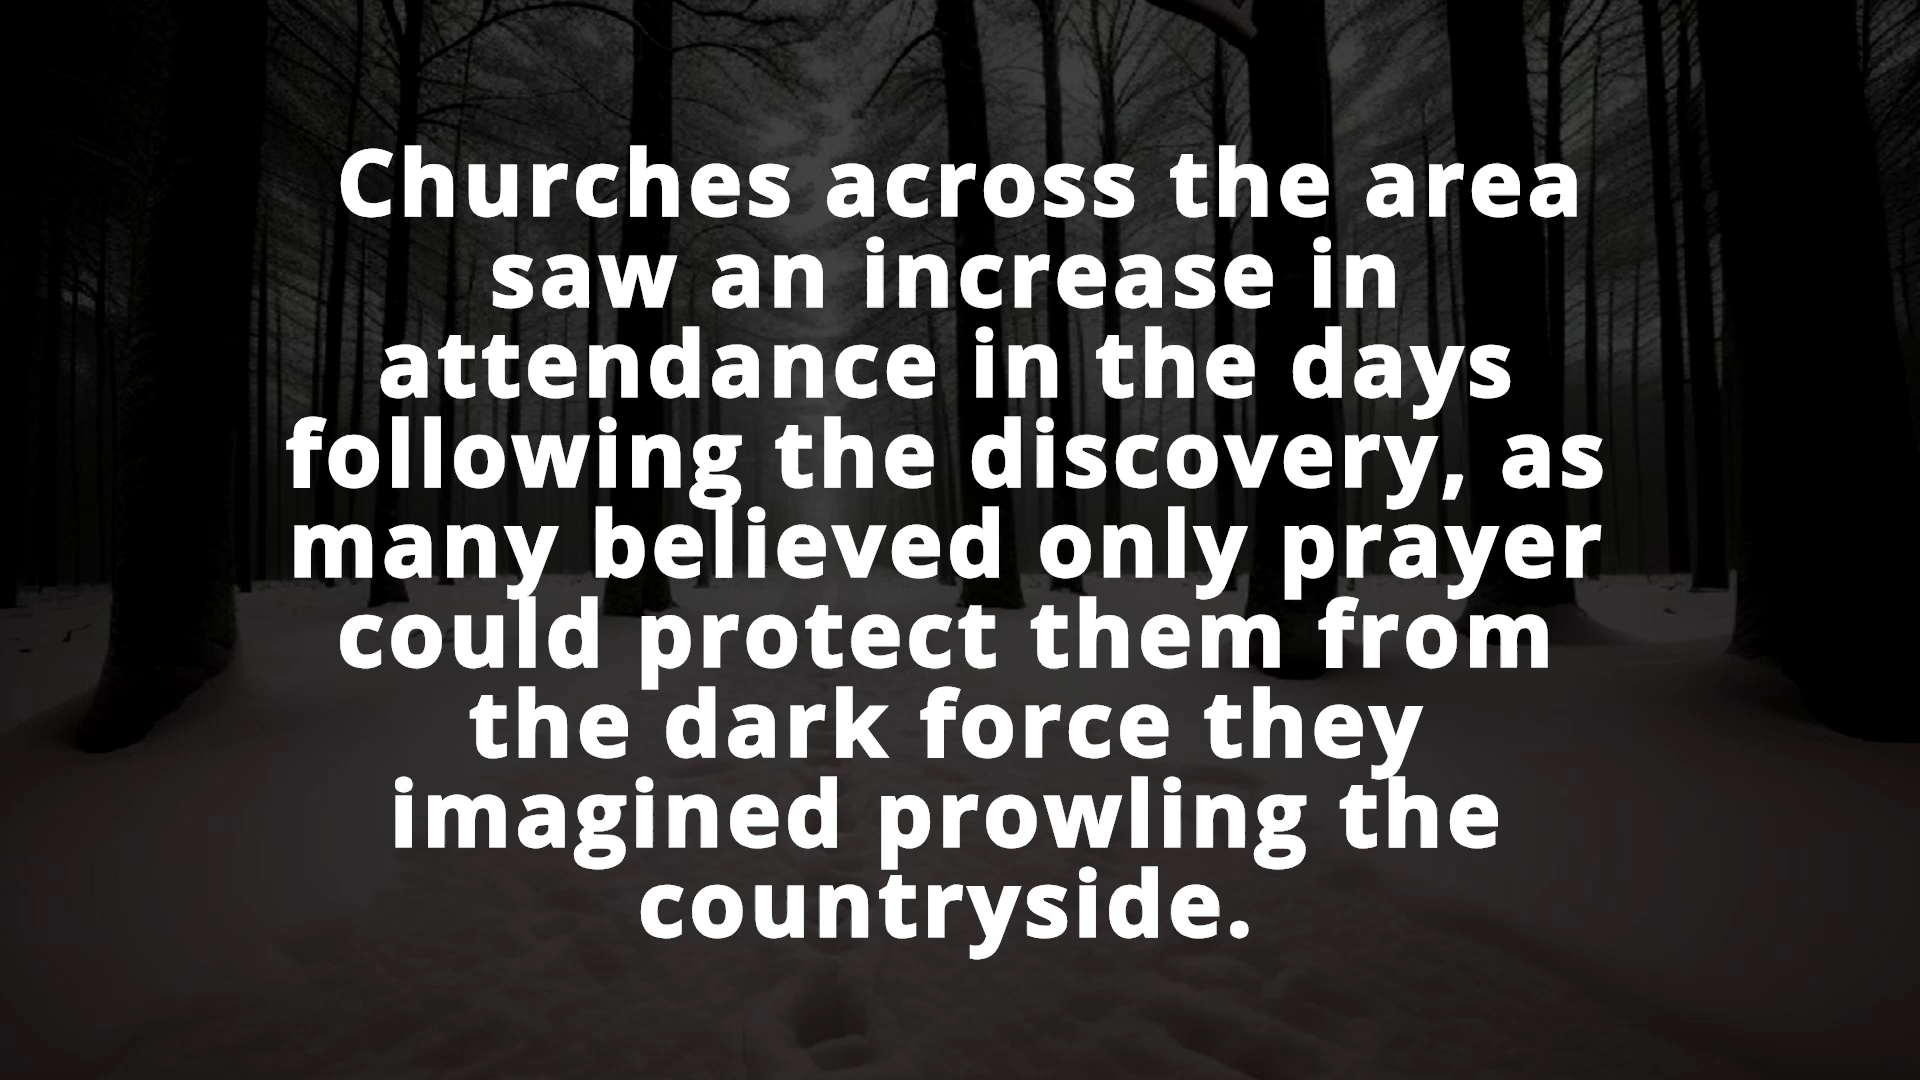 Churches across the area
saw an increase in
attendance in the days
following the discovery, as
many believed only prayer
could protect them from
the dark force they
imagined prowling the
countryside.